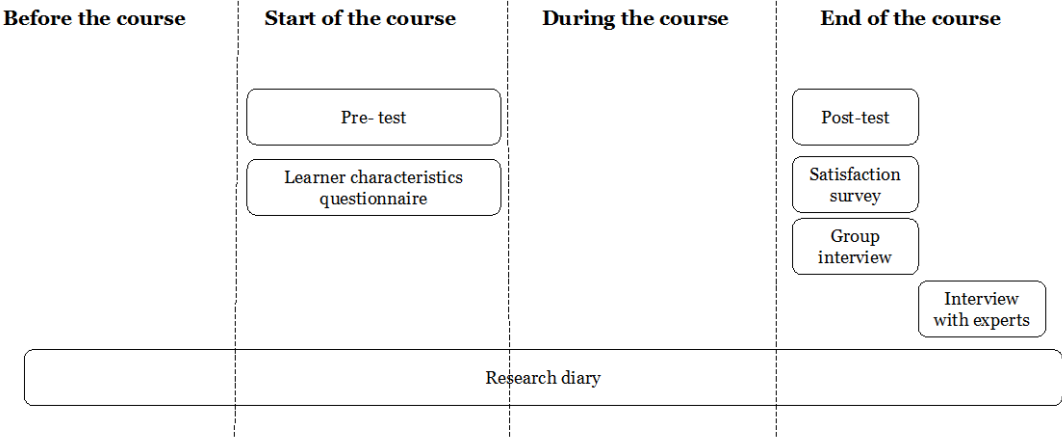 Before the course
Start of the course
During the course
End of the course
Pre- test
Post-test
Learner characteristics
questionnaire
Satisfaction
survey
Group
interview
Interview
with experts
Research diary